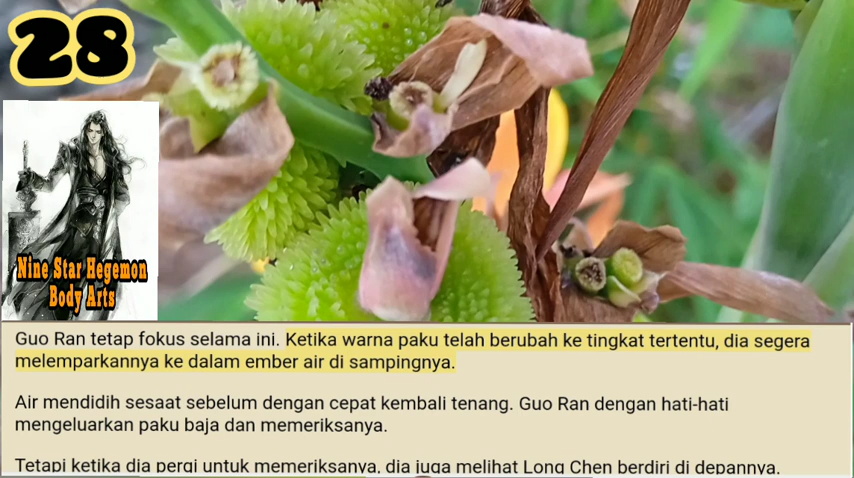 28
Nine Star Hegemon
Body Arts
Guo Ran tetap fokus selama ini. Ketika warna paku telah berubah ke tingkat tertentu, dia segera
melemparkannya ke dalam ember air di sampingnya.
Air mendidih sesaat sebelum dengan cepat kembali tenang. Guo Ran dengan hati-hati
mengeluarkan paku baja dan memeriksanya.
Tetapi ketika dia pergi untuk memeriksanya, dia juga melihat Long Chen berdiri di depannya.